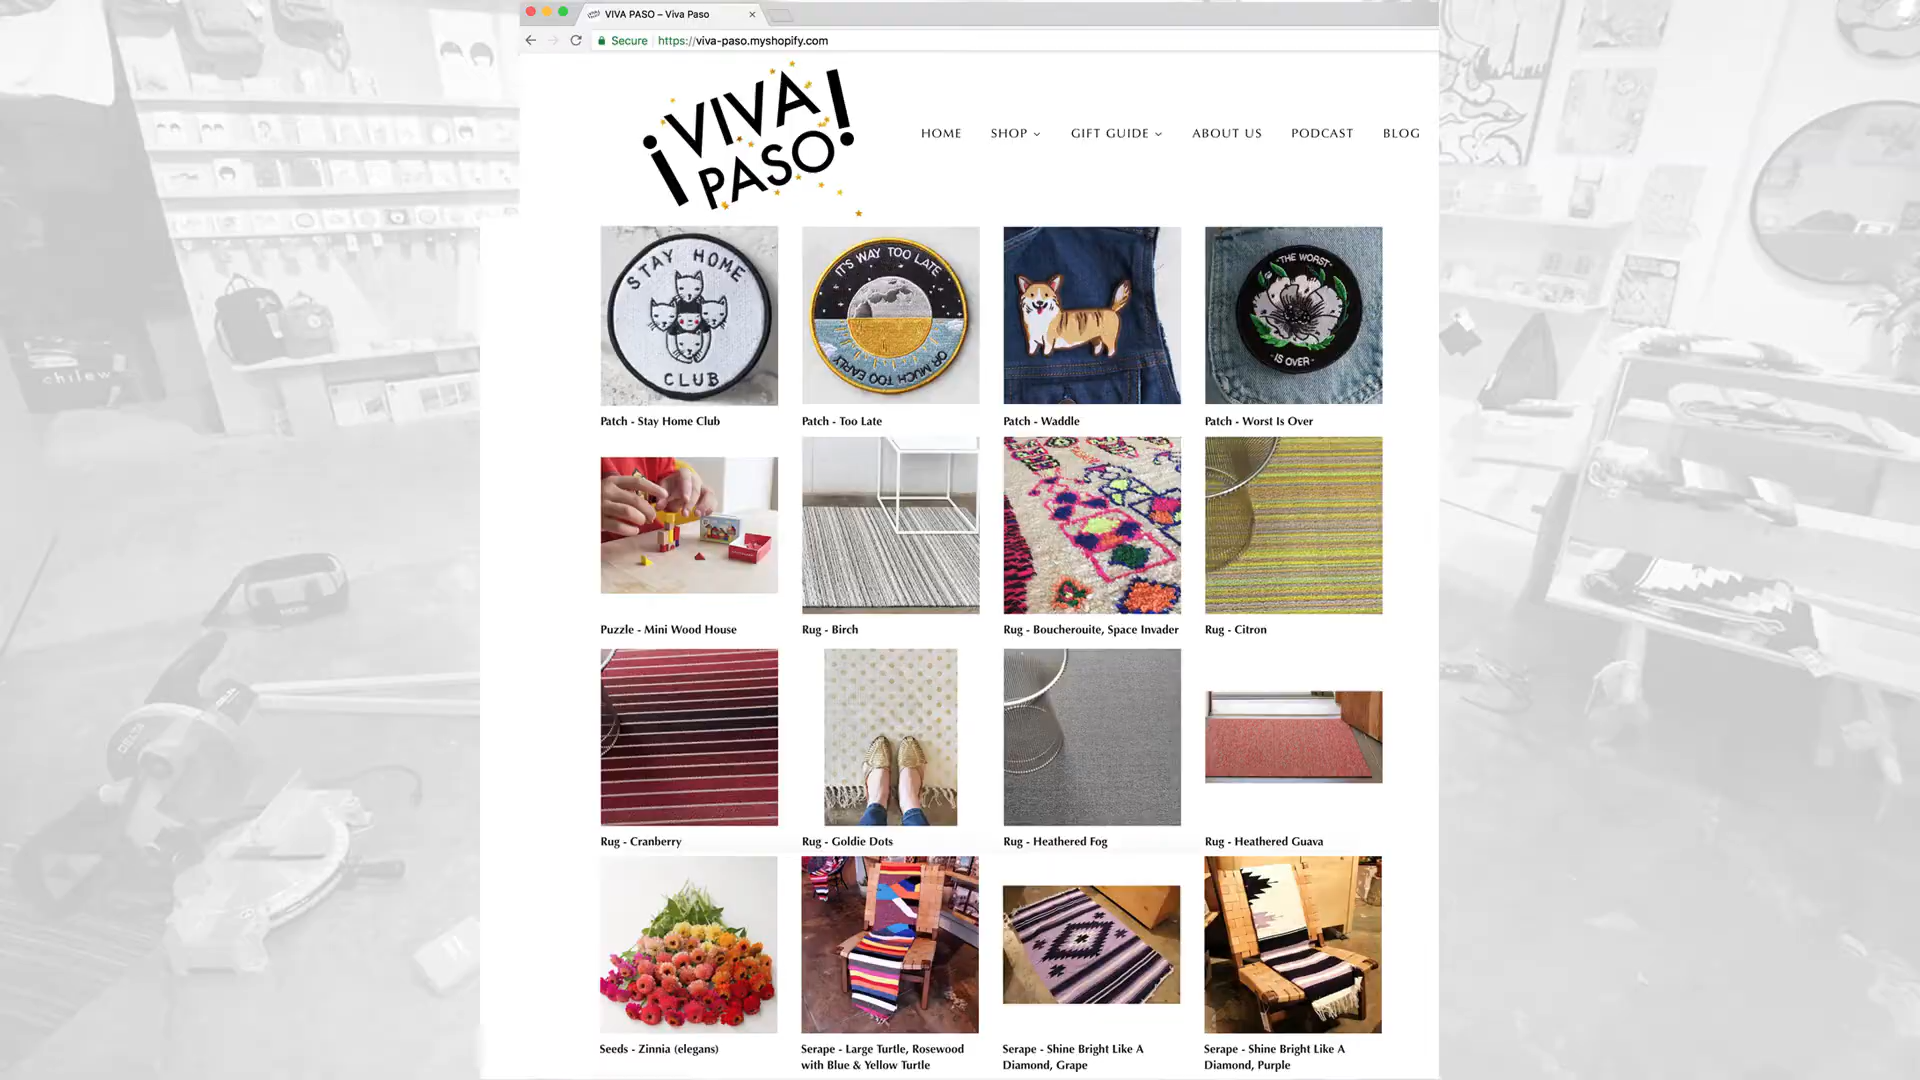 VIVA PASO – Viva Paso
Secure https://viva-paso.myshopify.com
¡VIVA
PASO!
HOME SHOP GIFT GUIDE ABOUT US PODCAST BLOG
STAY HOME
CLUB
IT'S WAY TOO LATE
OR MUCH TOO EARLY
THE WORST
- IS OVER -
Patch - Stay Home Club
Patch - Too Late
Patch - Waddle
Patch - Worst Is Over
Puzzle - Mini Wood House
Rug - Birch
Rug - Boucherouite, Space Invader
Rug - Citron
Rug - Cranberry
Rug - Goldie Dots
Rug - Heathered Fog
Rug - Heathered Guava
Seeds - Zinnia (elegans)
Serape - Large Turtle, Rosewood
with Blue & Yellow Turtle
Serape - Shine Bright Like A
Diamond, Grape
Serape - Shine Bright Like A
Diamond, Purple
chilew
DELTA